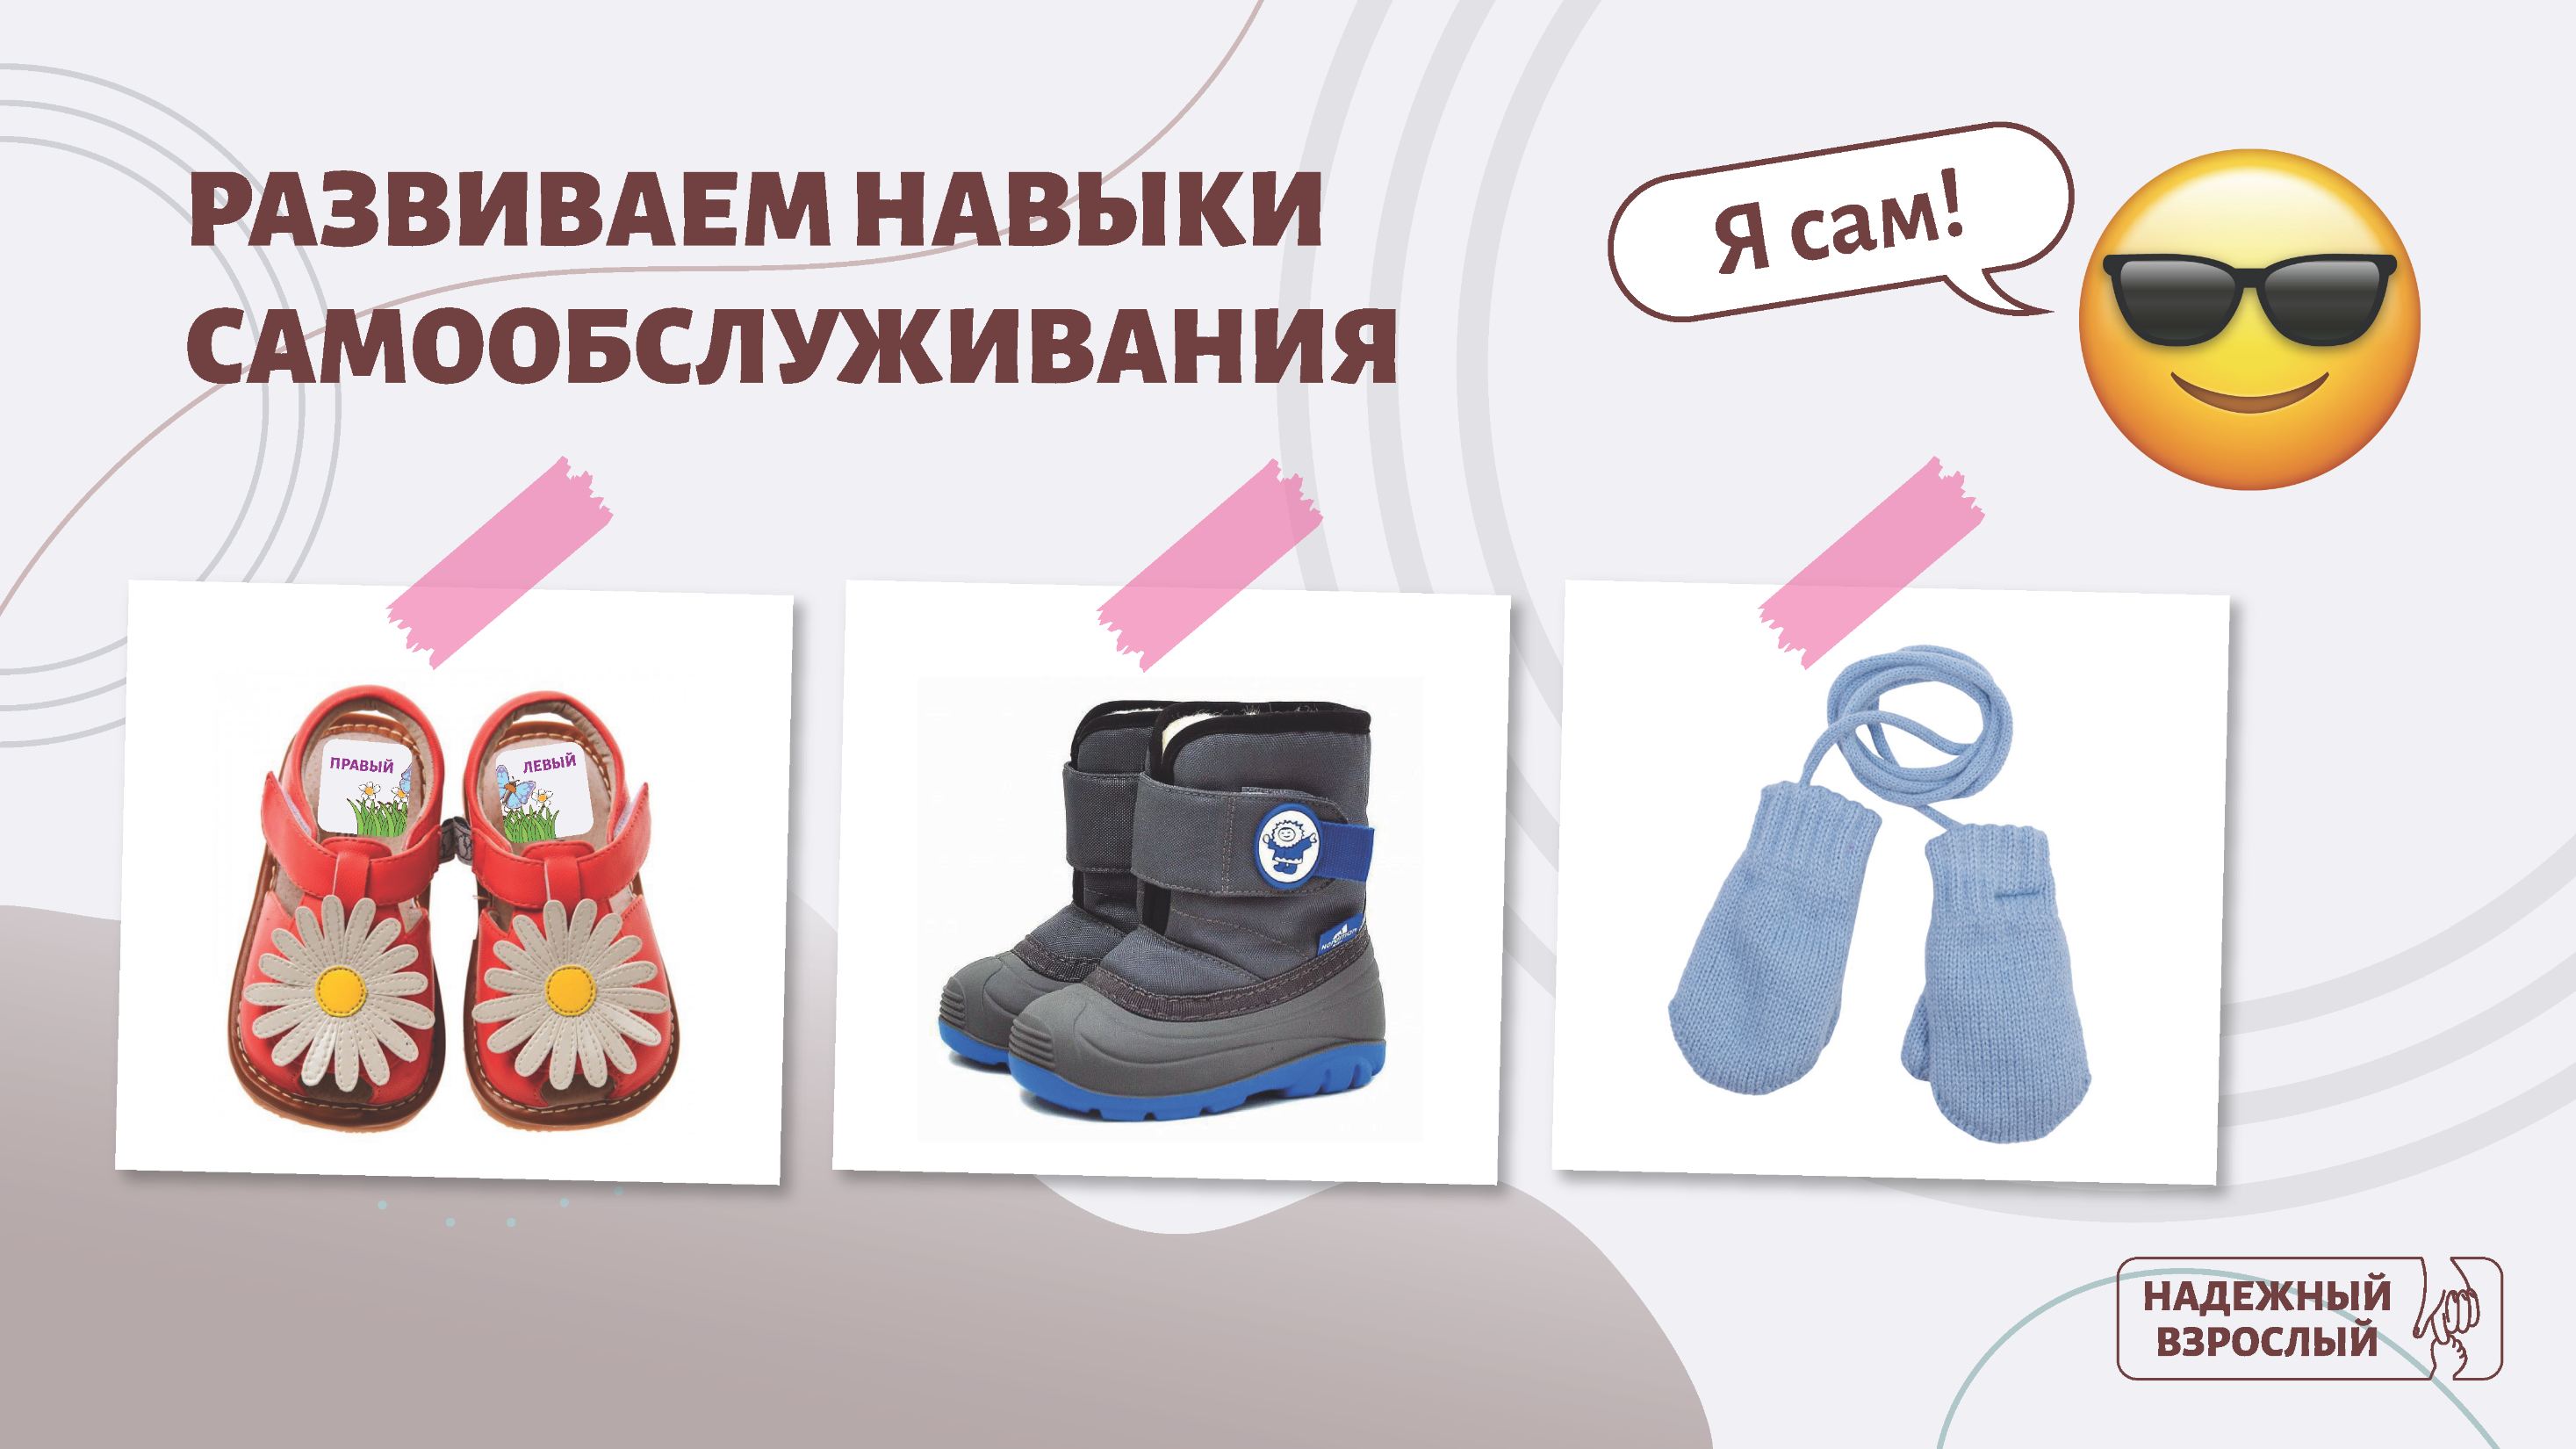 РАЗВИВАЕМ НАВЫКИ
САМООБСЛУЖИВАНИЯ
Я сам!
ПРАВЫЙ
ЛЕВЫЙ
НАДЕЖНЫЙ
ВЗРОСЛЫЙ